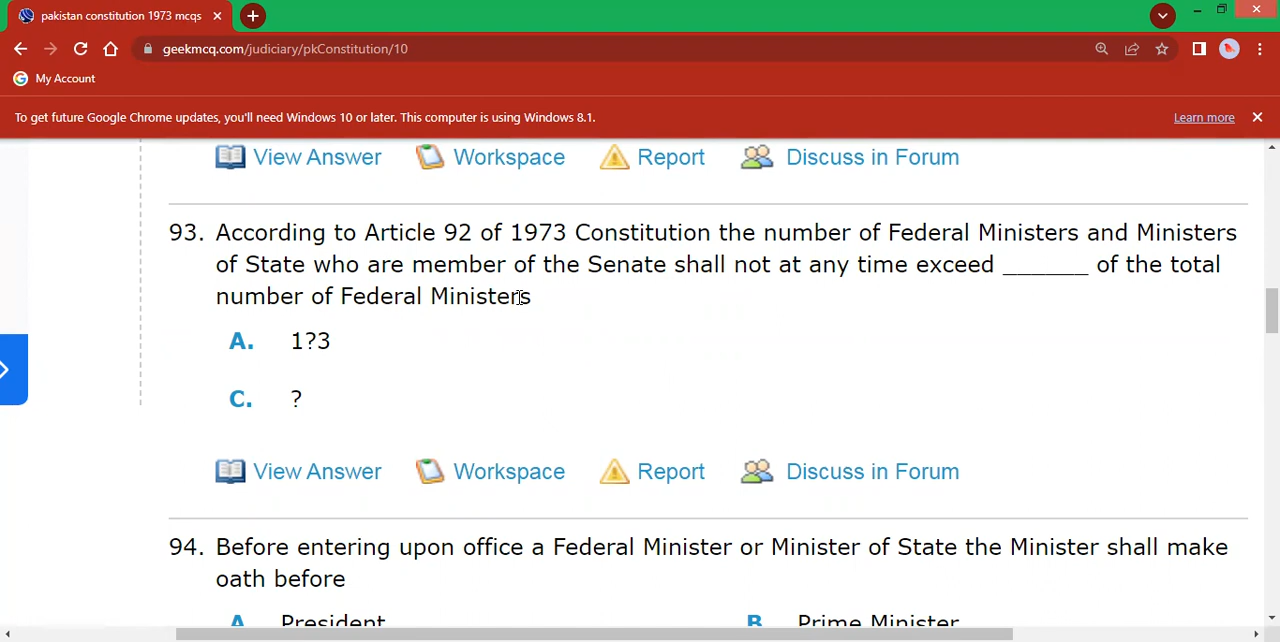 pakistan constitution 1973 mcqs
geekmcq.com/judiciary/pkConstitution/10
My Account
To get future Google Chrome updates, you'll need Windows 10 or later. This computer is using Windows 8.1. Learn more
View Answer Workspace Report Discuss in Forum
93. According to Article 92 of 1973 Constitution the number of Federal Ministers and Ministers
of State who are member of the Senate shall not at any time exceed ______ of the total
number of Federal Ministers
A. 1?3
C. ?
View Answer Workspace Report Discuss in Forum
94. Before entering upon office a Federal Minister or Minister of State the Minister shall make
oath before
A President B Prime Minister